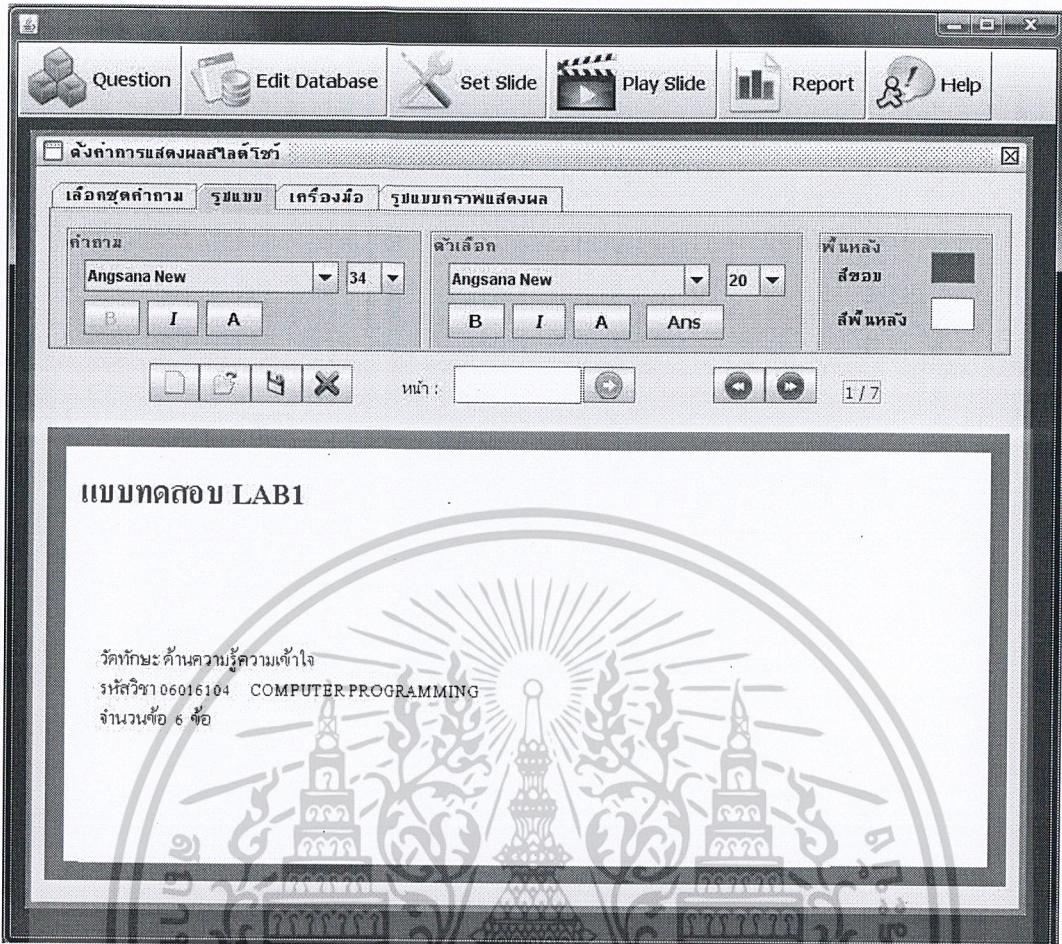 Question Edit Database Set Slide Play Slide Report Help
ตั้งค่าการแสดงผลสไลด์โชว์
เลือกชุดคำถาม รูปแบบ เครื่องมือ รูปแบบกราฟแสดงผล
คำถาม ตัวเลือก พื้นหลัง
Angsana New 34 Angsana New 20 สีขอบ
B I A B I A Ans สีพื้นหลัง
หน้า : 1 / 7
แบบทดสอบ LAB1
วัดทักษะ ด้านความรู้ความเข้าใจ
รหัสวิชา 06016104 COMPUTER PROGRAMMING
จำนวนข้อ 6 ข้อ